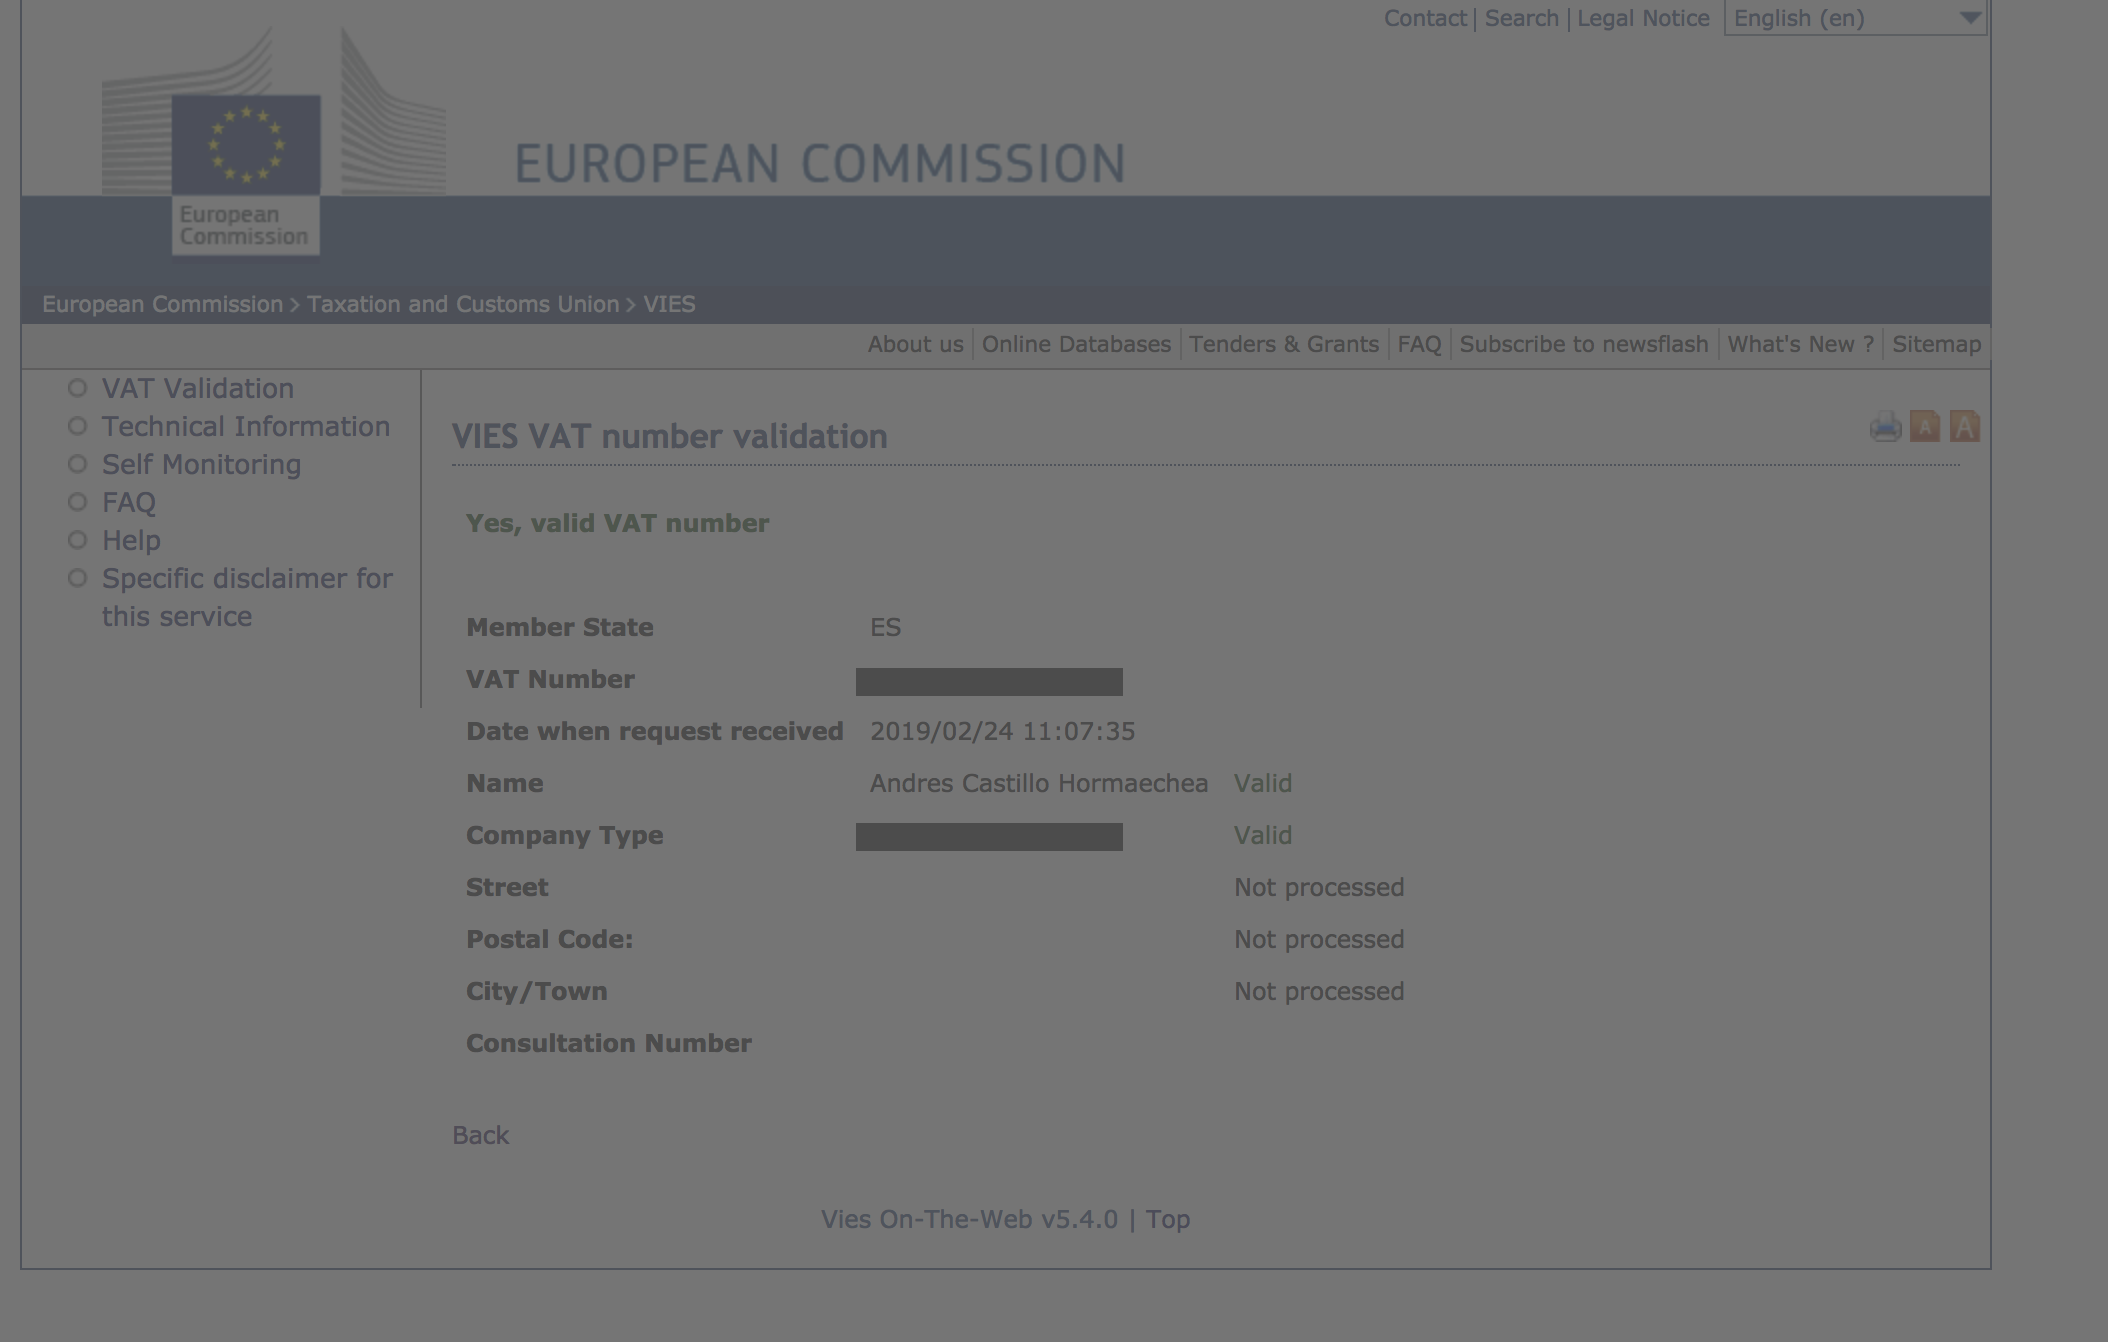 Contact | Search | Legal Notice English (en)
EUROPEAN COMMISSION
European
Commission
European Commission > Taxation and Customs Union > VIES
About us | Online Databases | Tenders & Grants | FAQ | Subscribe to newsflash | What's New ? | Sitemap
VAT Validation
Technical Information
Self Monitoring
FAQ
Help
Specific disclaimer for
this service
VIES VAT number validation
A A
Yes, valid VAT number
Member State ES
VAT Number
Date when request received 2019/02/24 11:07:35
Name Andres Castillo Hormaechea Valid
Company Type Valid
Street Not processed
Postal Code: Not processed
City/Town Not processed
Consultation Number
Back
Vies On-The-Web v5.4.0 | Top